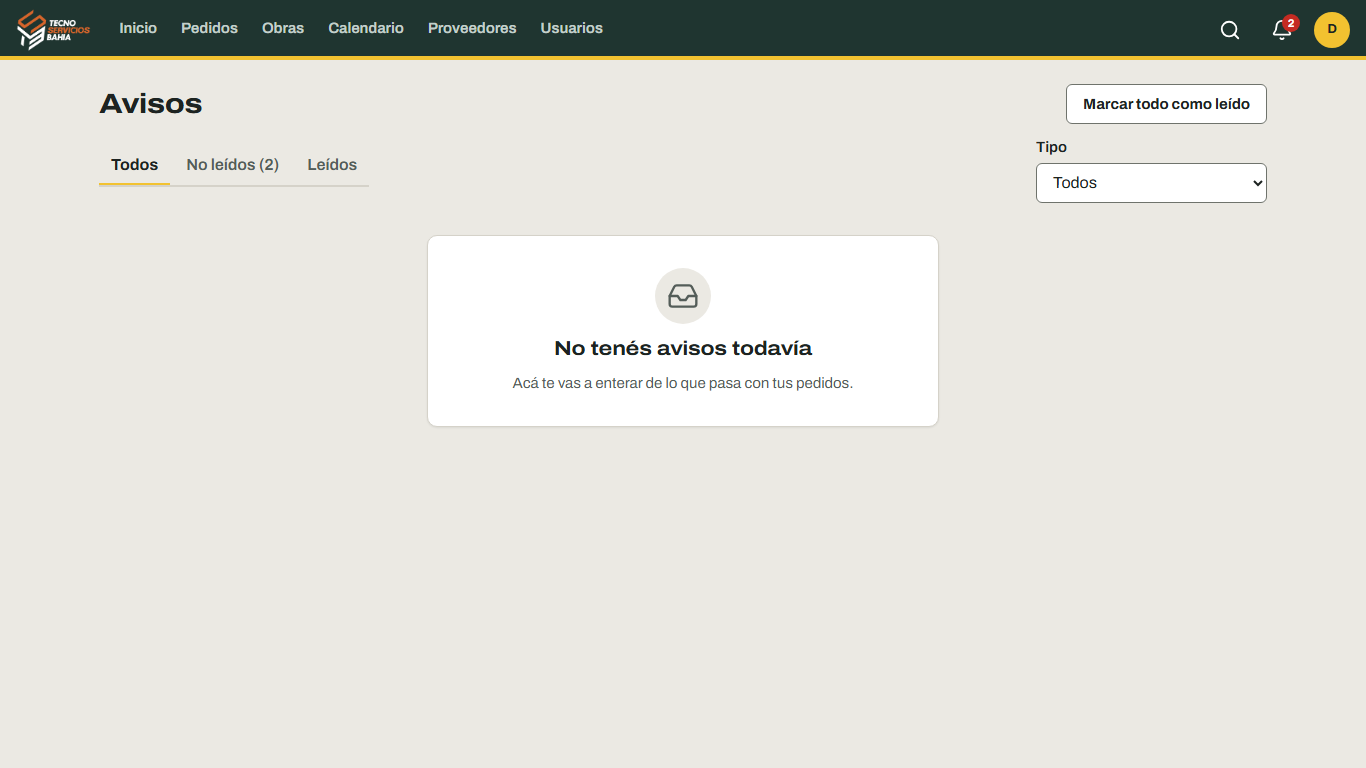 TECNO
SERVICIOS
BAHIA
Inicio
Pedidos
Obras
Calendario
Proveedores
Usuarios
2
D
Avisos
Marcar todo como leído
Todos
No leídos (2)
Leídos
Tipo
Todos
No tenés avisos todavía
Acá te vas a enterar de lo que pasa con tus pedidos.